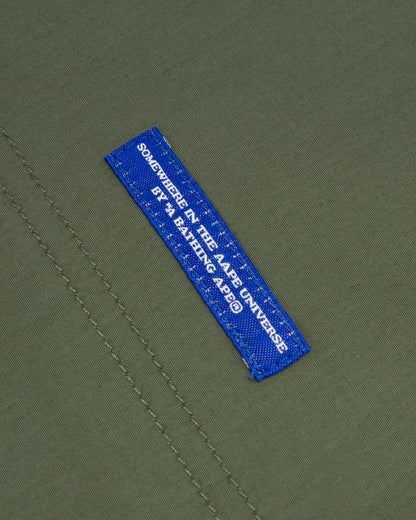 SOMEWHERE IN THE AAPE UNIVERSE
BY *A BATHING APE®